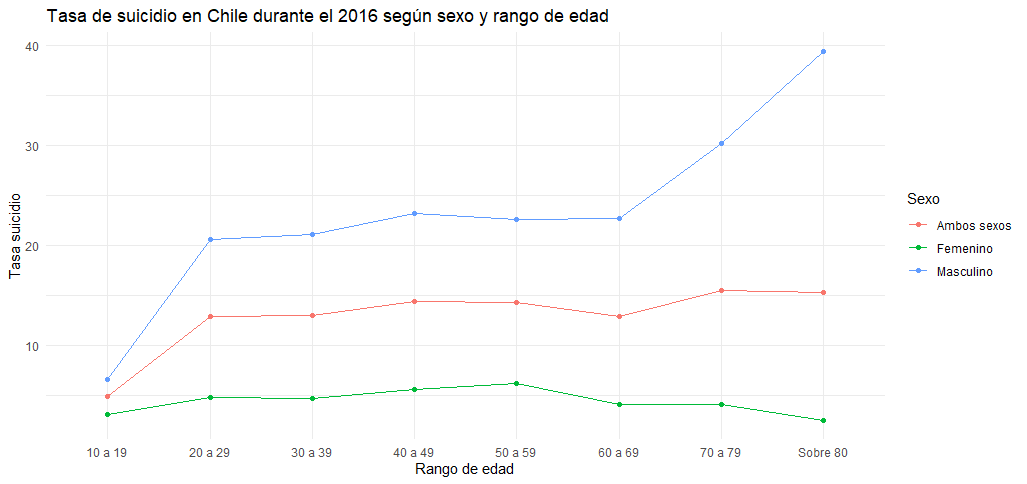 Tasa de suicidio en Chile durante el 2016 según sexo y rango de edad
Tasa suicidio
40
30
20
10
10 a 19 20 a 29 30 a 39 40 a 49 50 a 59 60 a 69 70 a 79 Sobre 80
Rango de edad
Sexo
Ambos sexos
Femenino
Masculino